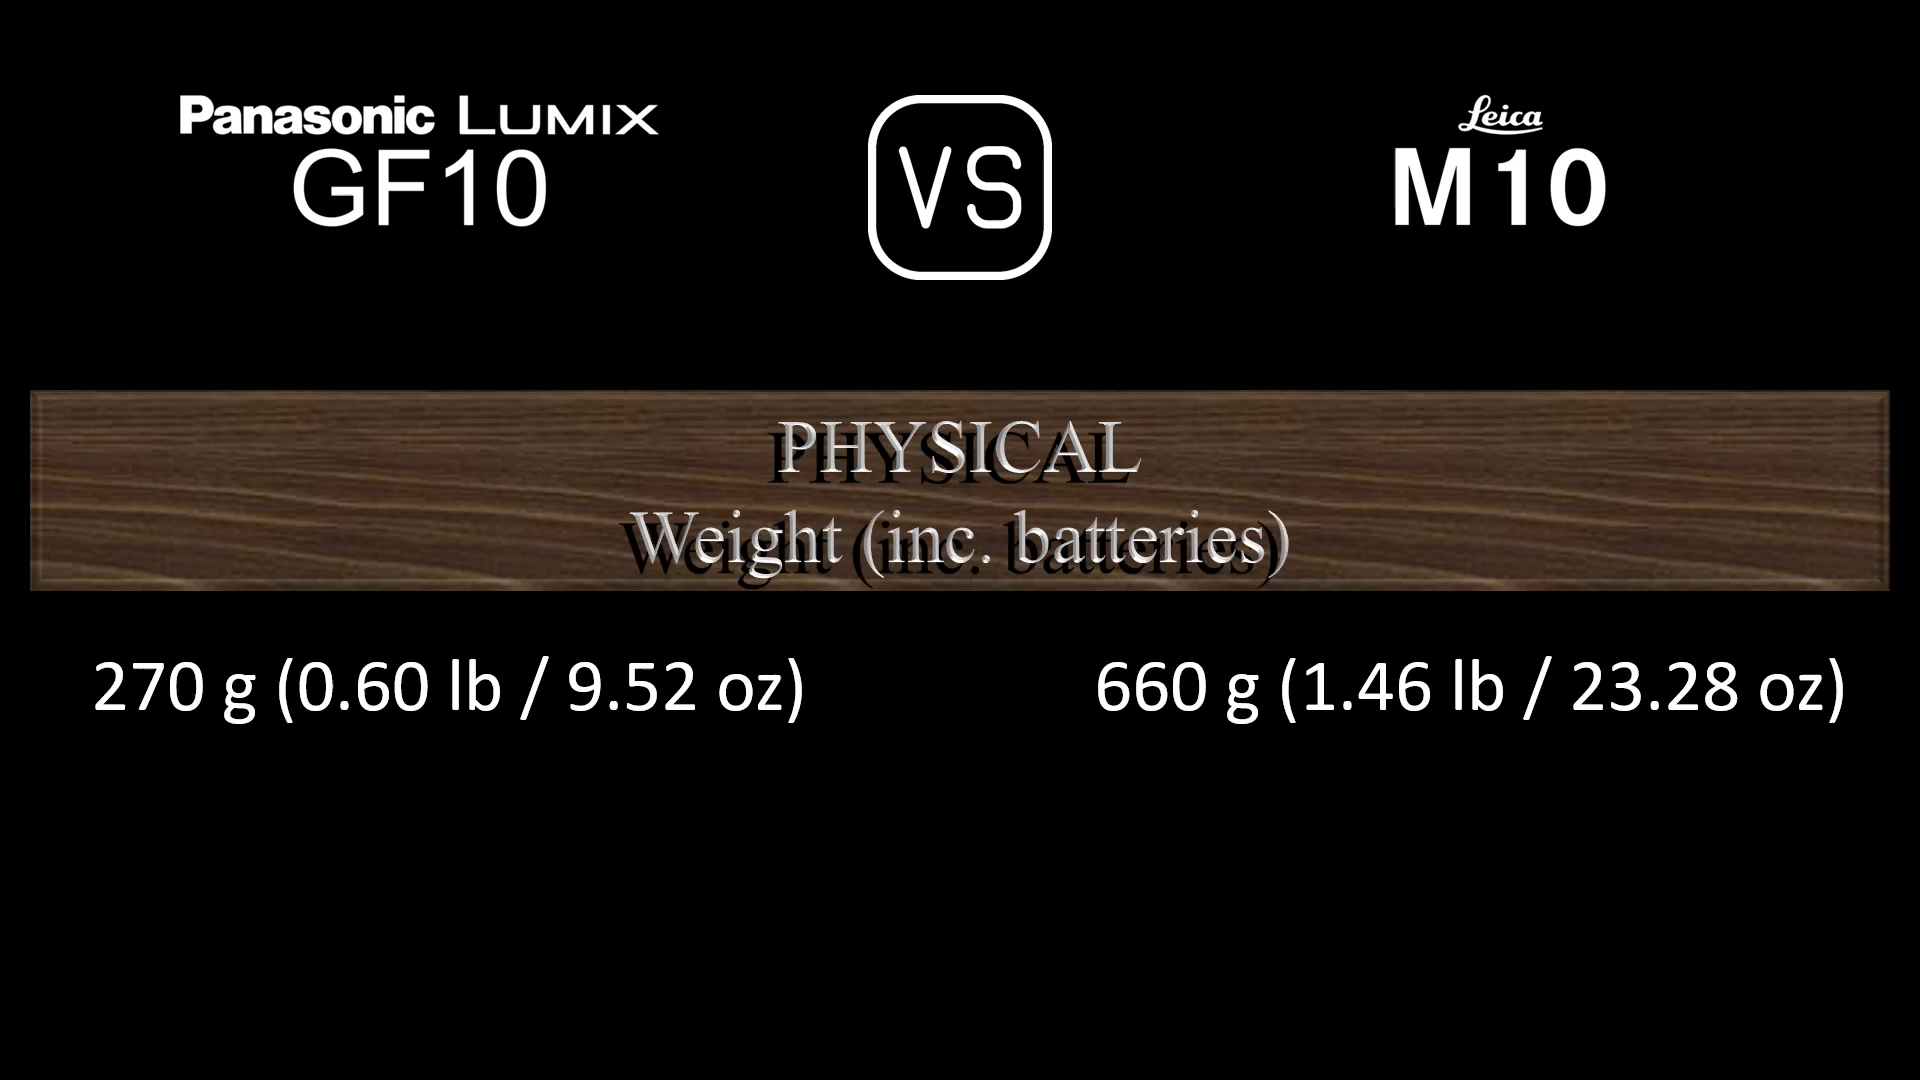 Panasonic LUMIX
GF10
VS
Leica
M10
PHYSICAL
Weight (inc. batteries)
270 g (0.60 lb / 9.52 oz)
660 g (1.46 lb / 23.28 oz)